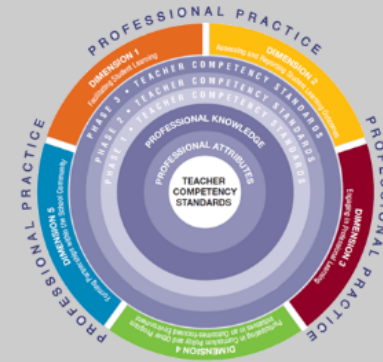 PROFESSIONAL PRACTICE
PROFESSIONAL PRACTICE
PROFESSIONAL PRACTICE
DIMENSION 1
Facilitating Student Learning
DIMENSION 2
Assessing and Reporting Student Learning Outcomes
DIMENSION 3
Engaging in Professional Learning
DIMENSION 4
Participating in Curriculum Policy and Other Program
Initiatives in an Outcomes-focused Environment
DIMENSION 5
Forming Partnerships within the School Community
PHASE 3 • TEACHER COMPETENCY STANDARDS
PHASE 2 • TEACHER COMPETENCY STANDARDS
PHASE 1 • TEACHER COMPETENCY STANDARDS
PROFESSIONAL KNOWLEDGE
PROFESSIONAL ATTRIBUTES
TEACHER
COMPETENCY
STANDARDS